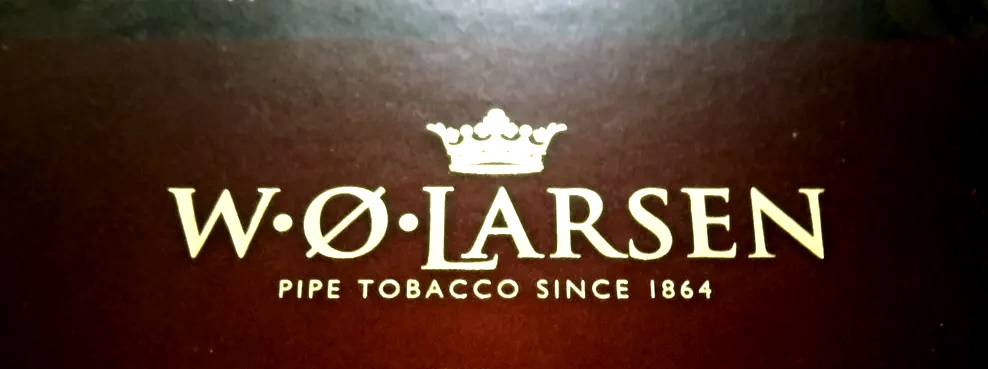 W·Ø·LARSEN
PIPE TOBACCO SINCE 1864